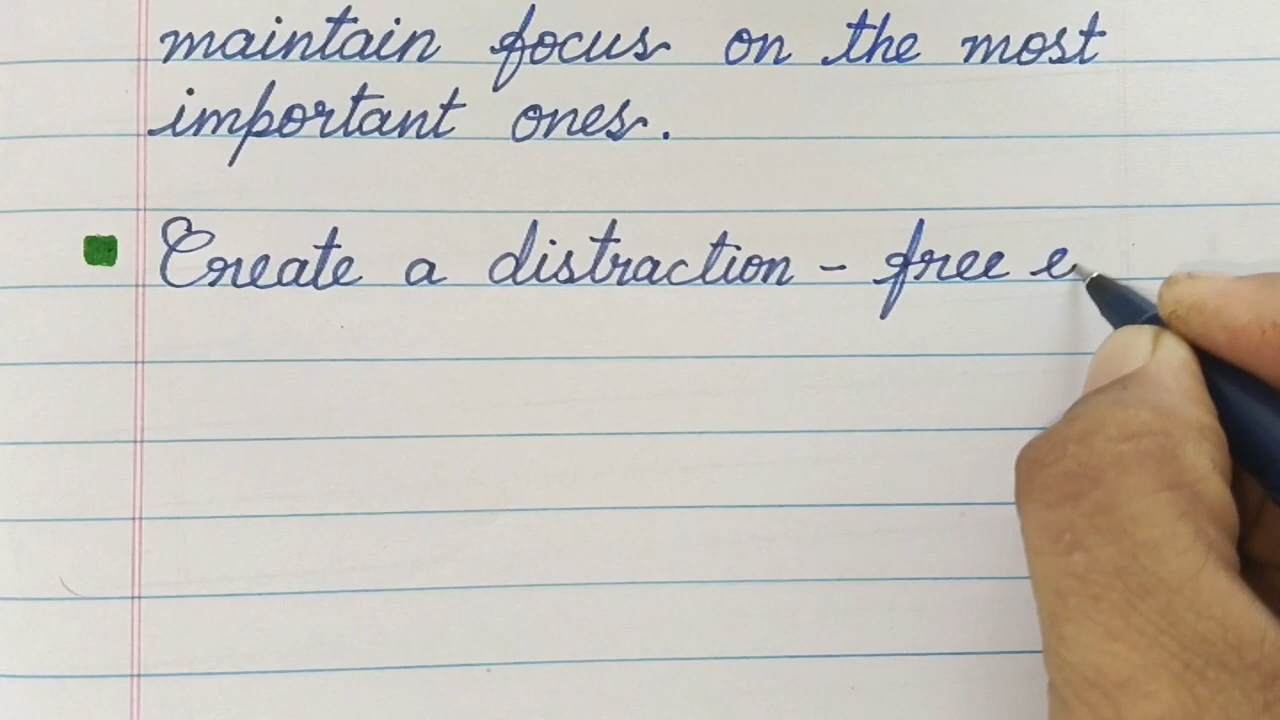 maintain focus on the most
important ones.
Create a distraction - free e